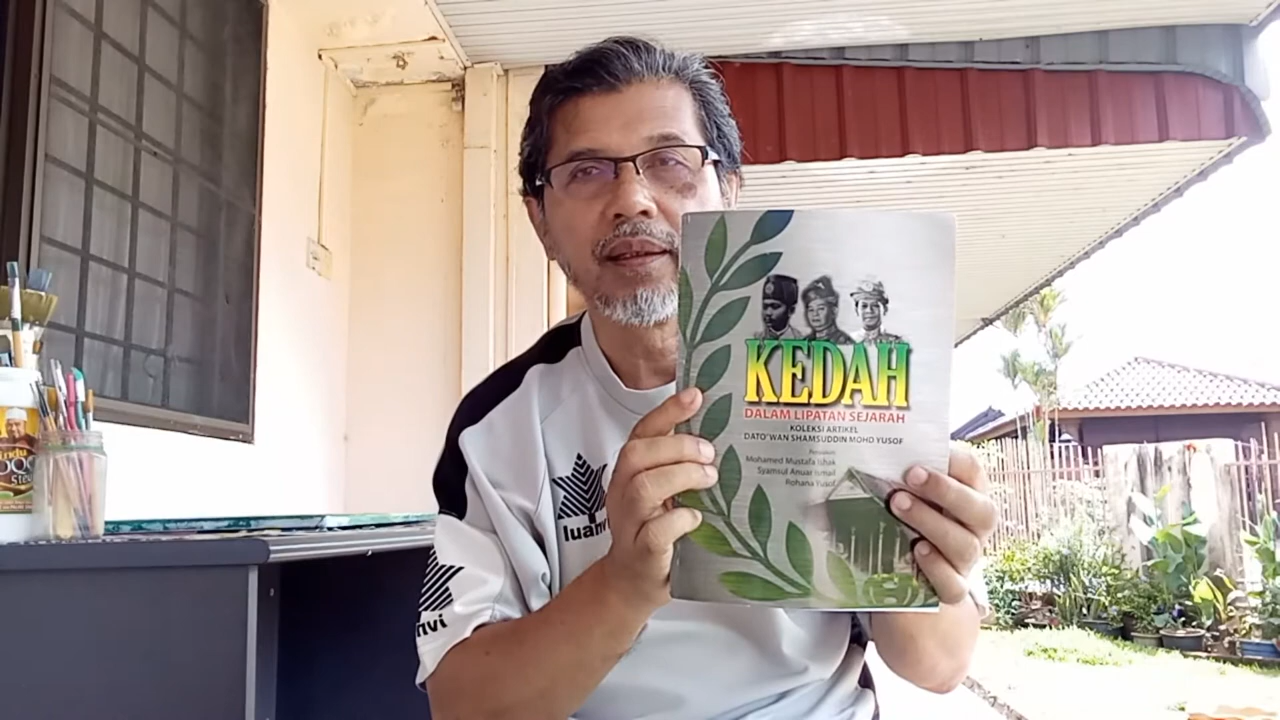 KEDAH
DALAM LIPATAN SEJARAH
KOLEKSI ARTIKEL
DATO' WAN SHAMSUDDIN MOHD YUSOF
Mohamed Mustafa Ishak
Syamsul Anuar Ismail
Rohana Yusof
luanvi
nvi